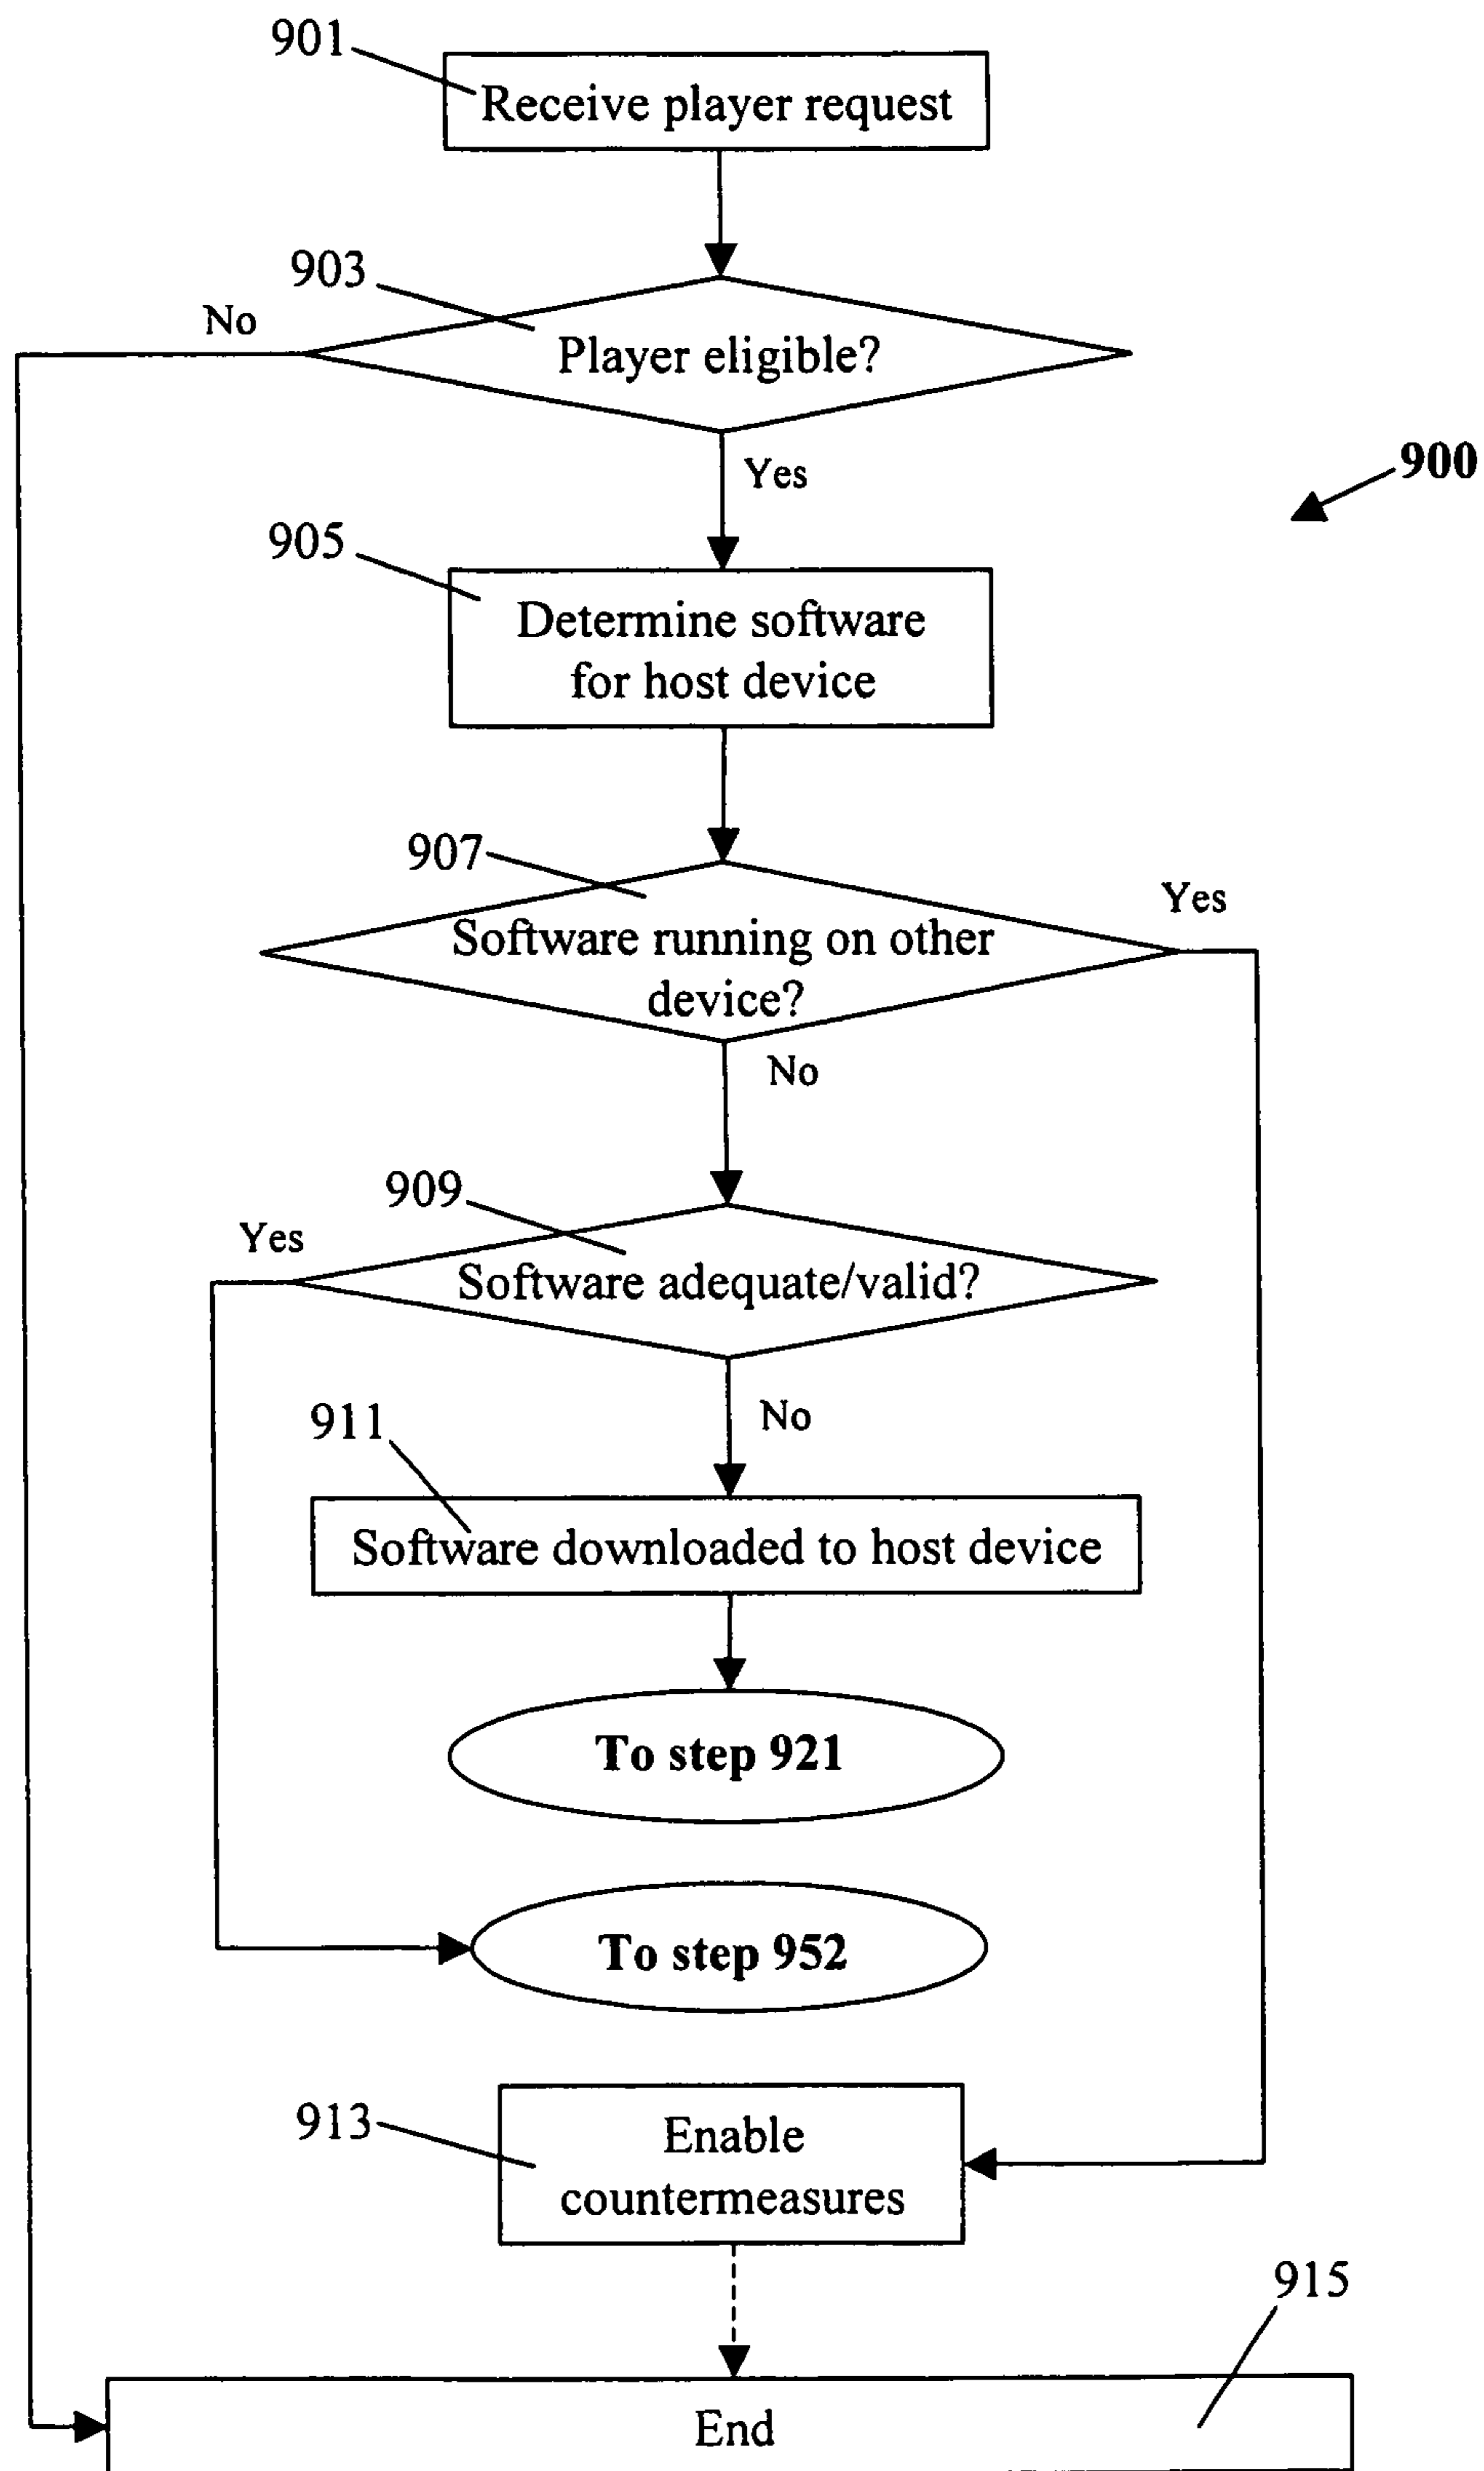 901
Receive player request
903
No
Player eligible?
Yes
900
905
Determine software
for host device
907
Yes
Software running on other
device?
No
909
Yes
Software adequate/valid?
No
911
Software downloaded to host device
To step 921
To step 952
913
Enable
countermeasures
915
End